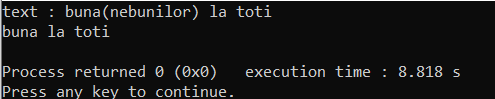 text : buna(nebunilor) la toti
buna la toti
Process returned 0 (0x0)   execution time : 8.818 s
Press any key to continue.